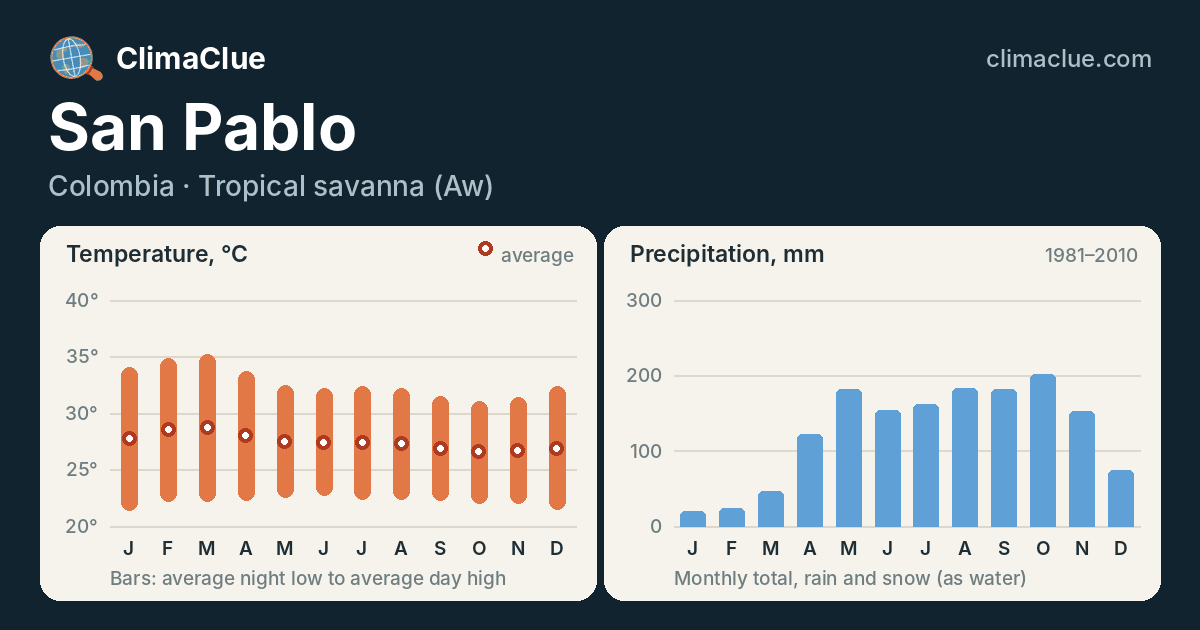 ClimaClue
climaclue.com
San Pablo
Colombia · Tropical savanna (Aw)
Temperature, °C
average
40°
35°
30°
25°
20°
J F M A M J J A S O N D
Bars: average night low to average day high
Precipitation, mm
1981–2010
300
200
100
0
J F M A M J J A S O N D
Monthly total, rain and snow (as water)